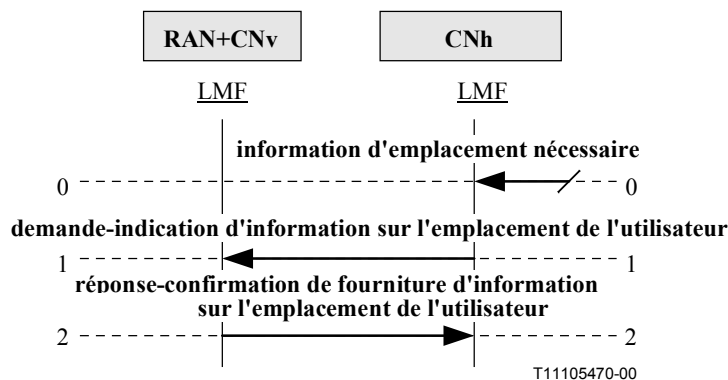 RAN+CNv CNh
LMF LMF
information d'emplacement nécessaire
0 0
demande-indication d'information sur l'emplacement de l'utilisateur
1 1
réponse-confirmation de fourniture d'information
sur l'emplacement de l'utilisateur
2 2
T11105470-00